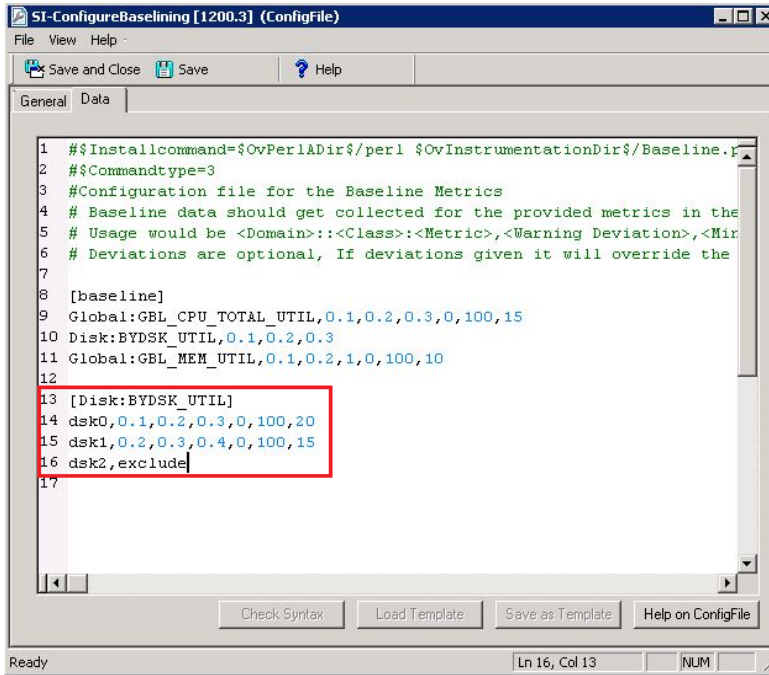 SI-ConfigureBaselining [1200.3] (ConfigFile)
File View Help
Save and Close Save Help
General Data
1 #$Installcommand=$OvPerlADir$/perl $OvInstrumentationDir$/Baseline.p
2 #$Commandtype=3
3 #Configuration file for the Baseline Metrics
4 # Baseline data should get collected for the provided metrics in the
5 # Usage would be <Domain>::<Class>:<Metric>,<Warning Deviation>,<Min
6 # Deviations are optional, If deviations given it will override the
7
8 [baseline]
9 Global:GBL_CPU_TOTAL_UTIL,0.1,0.2,0.3,0,100,15
10 Disk:BYDSK_UTIL,0.1,0.2,0.3
11 Global:GBL_MEM_UTIL,0.1,0.2,1,0,100,10
12
13 [Disk:BYDSK_UTIL]
14 dsk0,0.1,0.2,0.3,0,100,20
15 dsk1,0.2,0.3,0.4,0,100,15
16 dsk2,exclude
17
Check Syntax Load Template Save as Template Help on ConfigFile
Ready Ln 16, Col 13 NUM